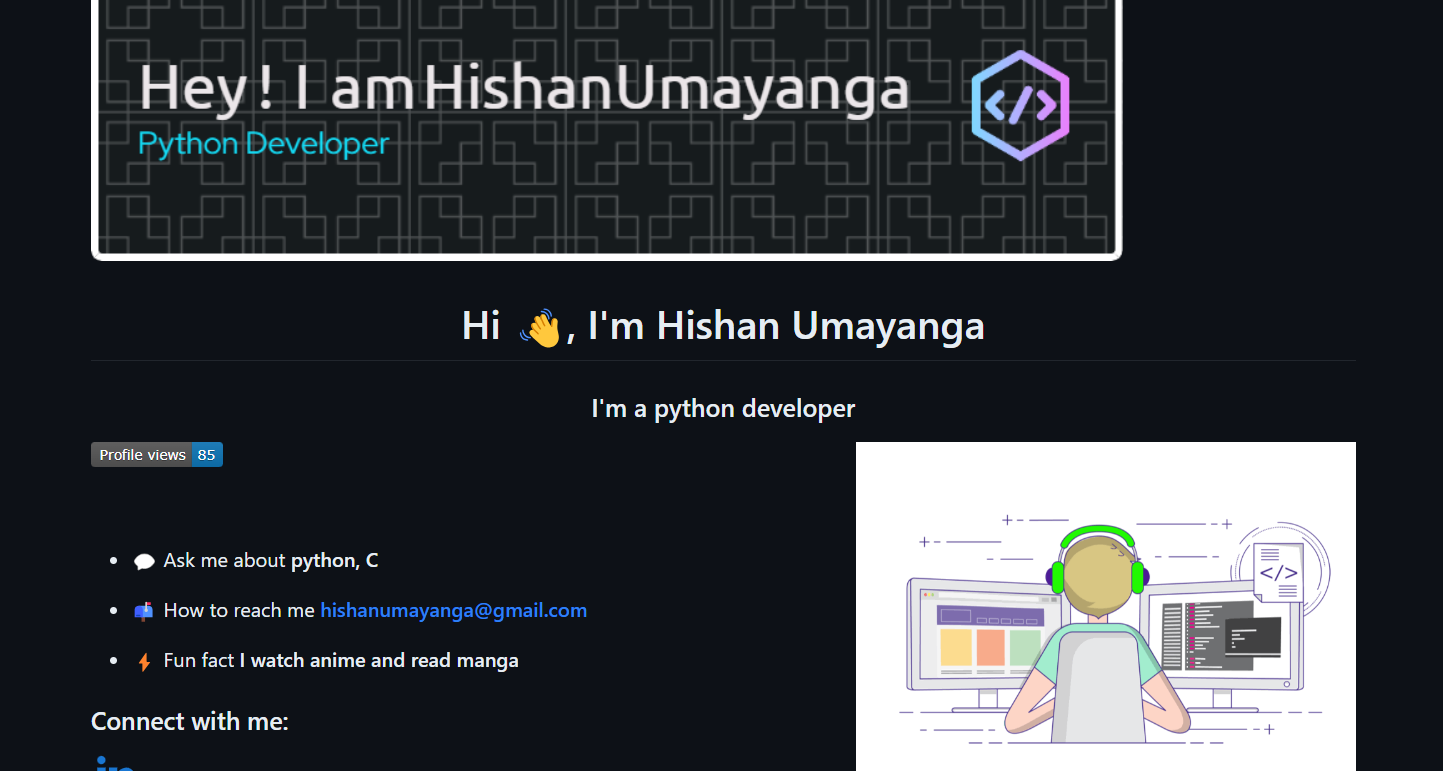 Hey ! I am HishanUmayanga
Python Developer
</>
Hi 👋, I'm Hishan Umayanga
I'm a python developer
Profile views 85
💬 Ask me about python, C
📫 How to reach me hishanumayanga@gmail.com
⚡ Fun fact I watch anime and read manga
</>
Connect with me:
in